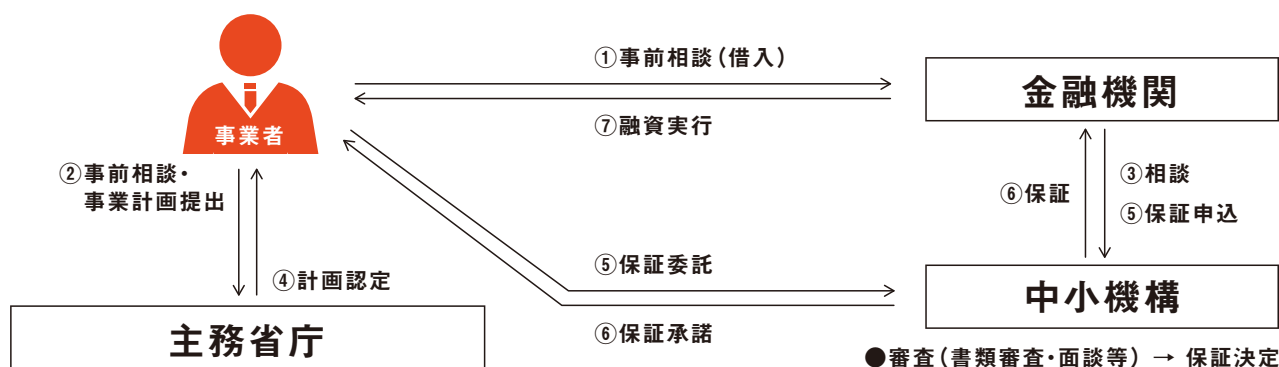 ①事前相談（借入）
金融機関
事業者
⑦融資実行
②事前相談・
事業計画提出
⑥保証
③相談
⑤保証申込
④計画認定
⑤保証委託
中小機構
主務省庁
⑥保証承諾
●審査（書類審査・面談等） → 保証決定